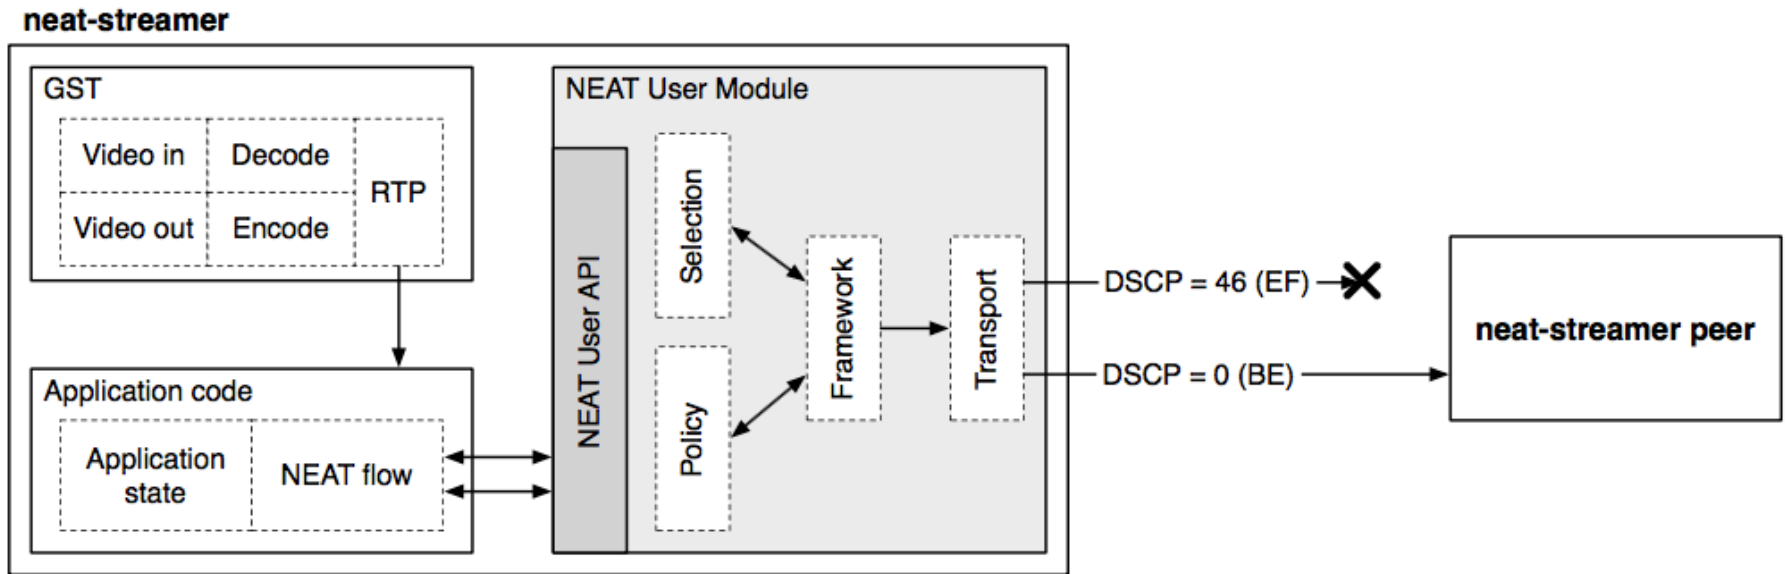 neat-streamer
GST
Video in
Decode
RTP
Video out
Encode
Application code
Application
state
NEAT flow
NEAT User Module
NEAT User API
Selection
Policy
Framework
Transport
DSCP = 46 (EF)
DSCP = 0 (BE)
neat-streamer peer